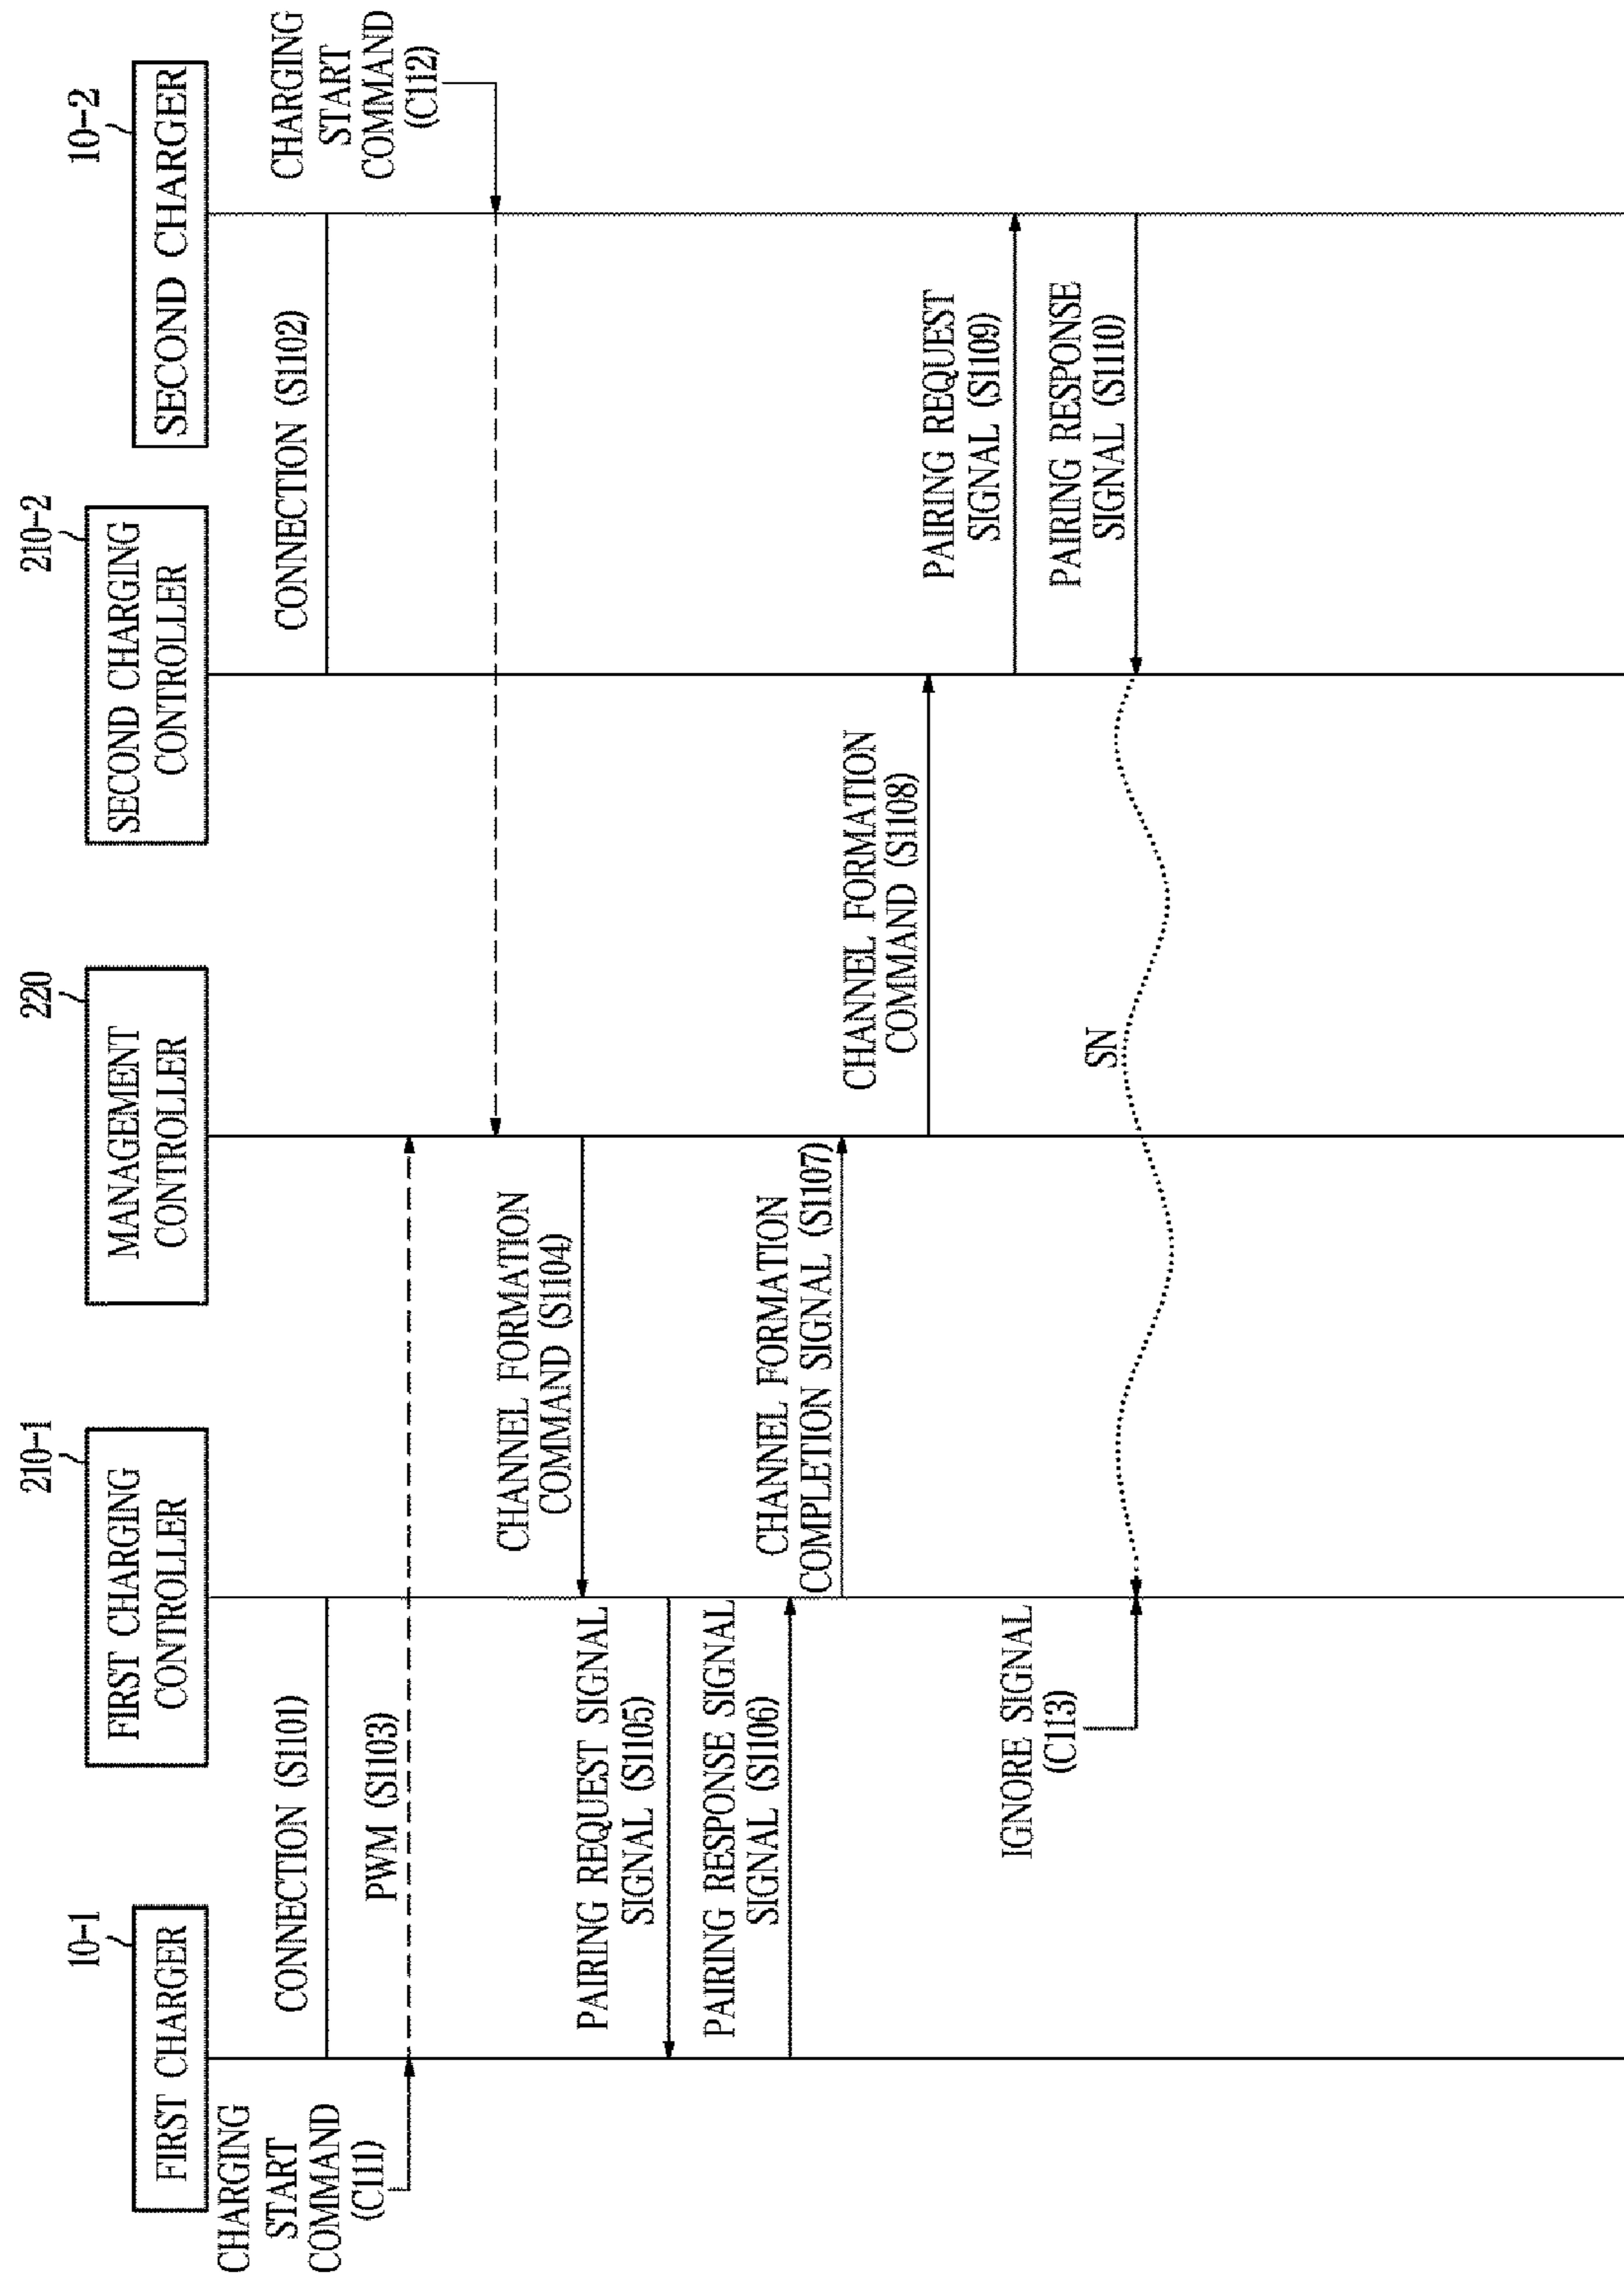 10-1
FIRST CHARGER
210-1
FIRST CHARGING
CONTROLLER
220
MANAGEMENT
CONTROLLER
210-2
SECOND CHARGING
CONTROLLER
10-2
SECOND CHARGER
CHARGING
START
COMMAND
(C111)
CONNECTION (S1101)
CONNECTION (S1102)
CHARGING
START
COMMAND
(C112)
PWM (S1103)
CHANNEL FORMATION
COMMAND (S1104)
PAIRING REQUEST SIGNAL
SIGNAL (S1105)
PAIRING RESPONSE SIGNAL
SIGNAL (S1106)
CHANNEL FORMATION
COMPLETION SIGNAL (S1107)
CHANNEL FORMATION
COMMAND (S1108)
PAIRING REQUEST
SIGNAL (S1109)
PAIRING RESPONSE
SIGNAL (S1110)
IGNORE SIGNAL
(C113)
SN